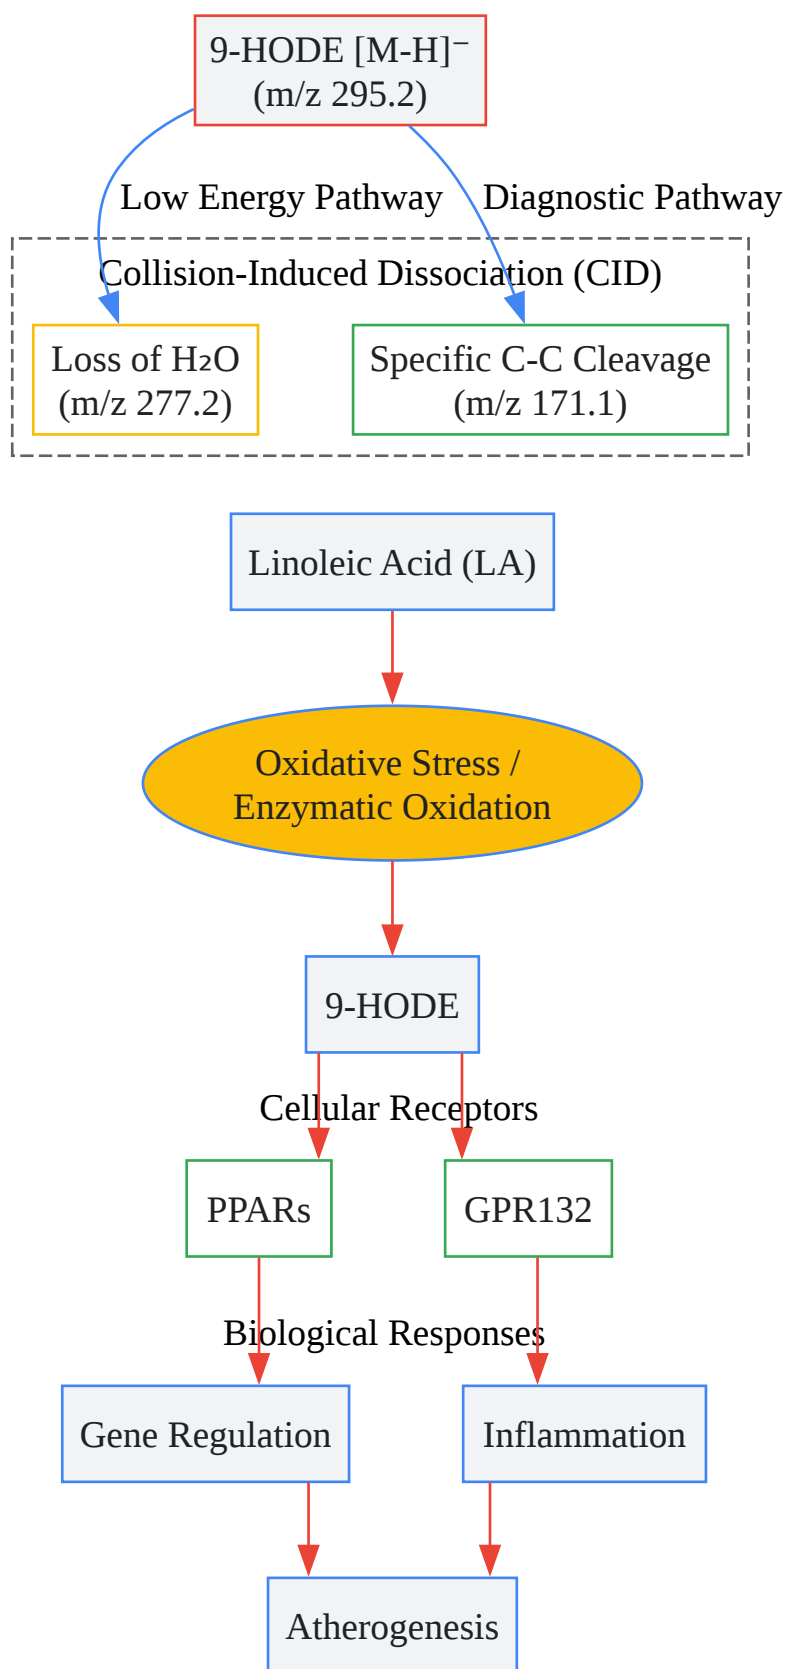 9-HODE [M-H]⁻
(m/z 295.2)
Low Energy Pathway
Diagnostic Pathway
Collision-Induced Dissociation (CID)
Loss of H₂O
(m/z 277.2)
Specific C-C Cleavage
(m/z 171.1)
Linoleic Acid (LA)
Oxidative Stress /
Enzymatic Oxidation
9-HODE
Cellular Receptors
PPARs
GPR132
Biological Responses
Gene Regulation
Inflammation
Atherogenesis